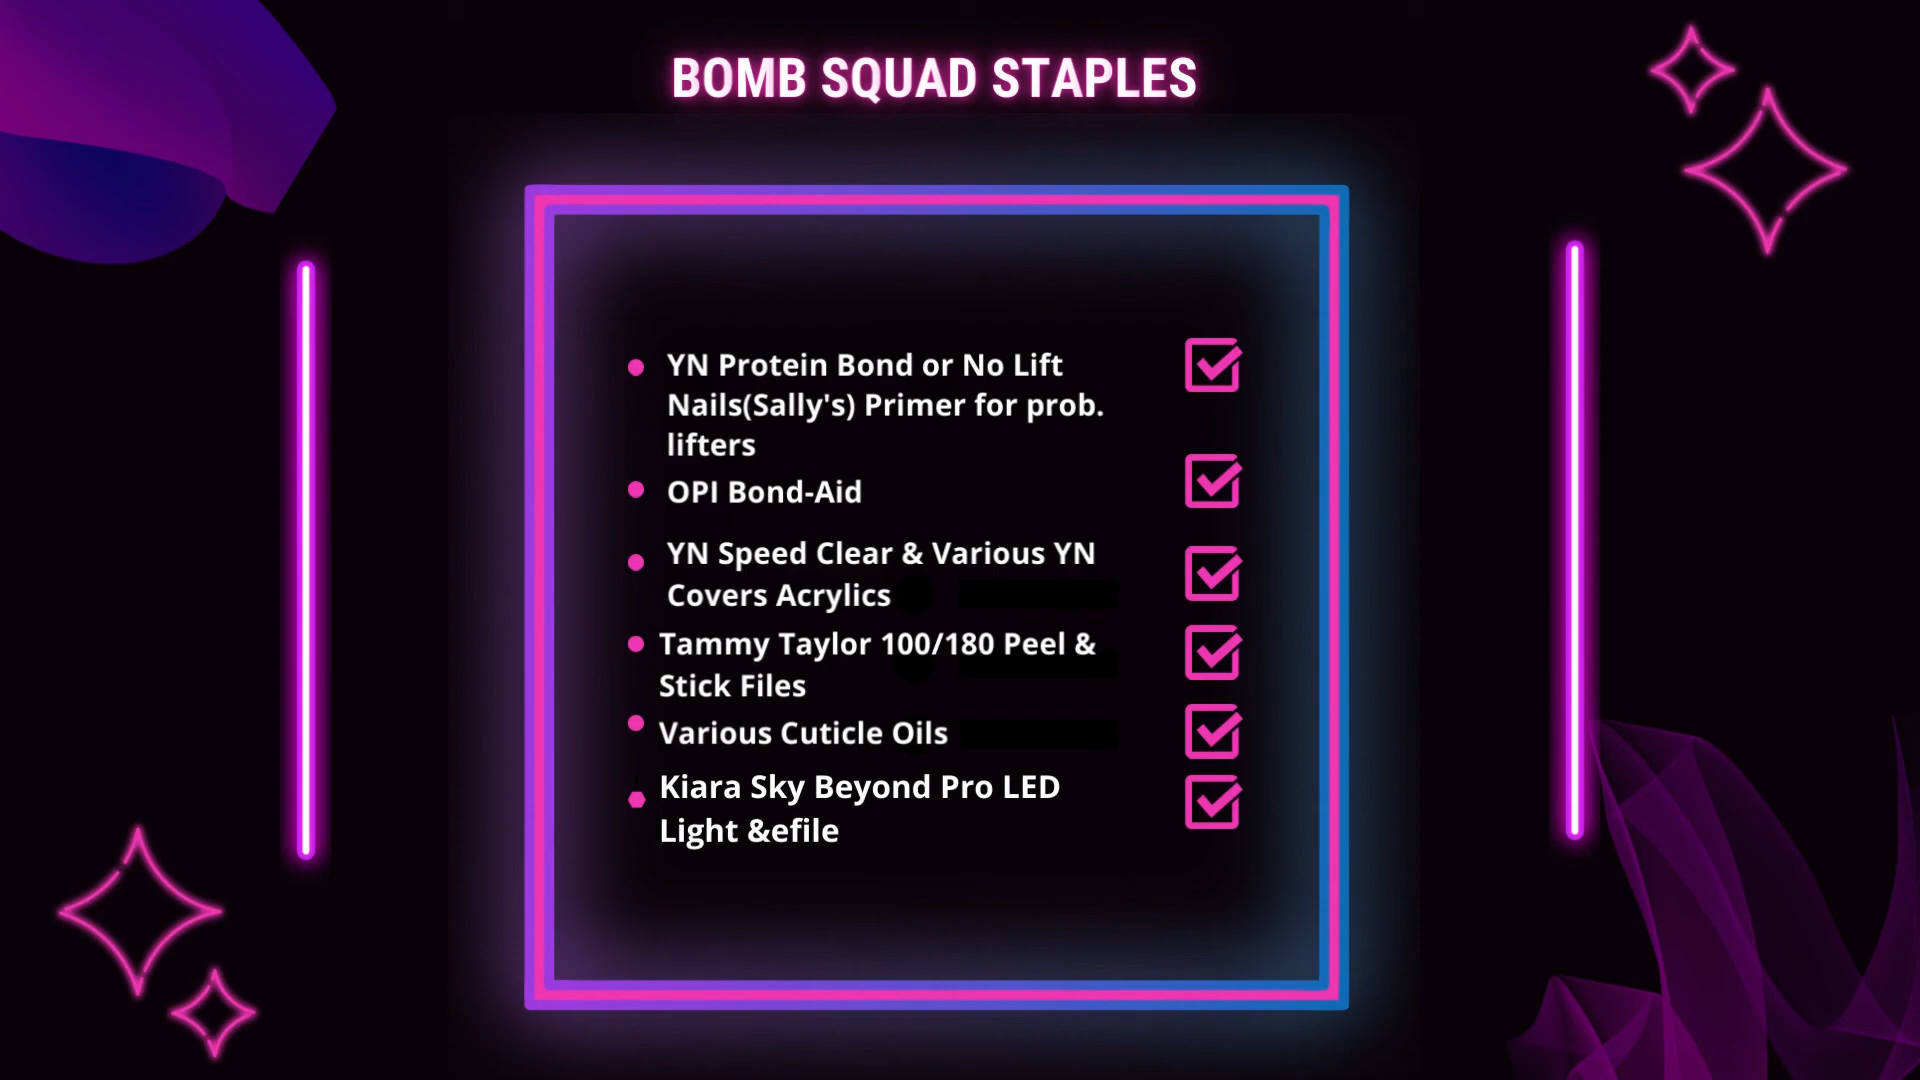 BOMB SQUAD STAPLES
YN Protein Bond or No Lift
Nails(Sally's) Primer for prob.
lifters
OPI Bond-Aid
YN Speed Clear & Various YN
Covers Acrylics
Tammy Taylor 100/180 Peel &
Stick Files
Various Cuticle Oils
Kiara Sky Beyond Pro LED
Light &efile